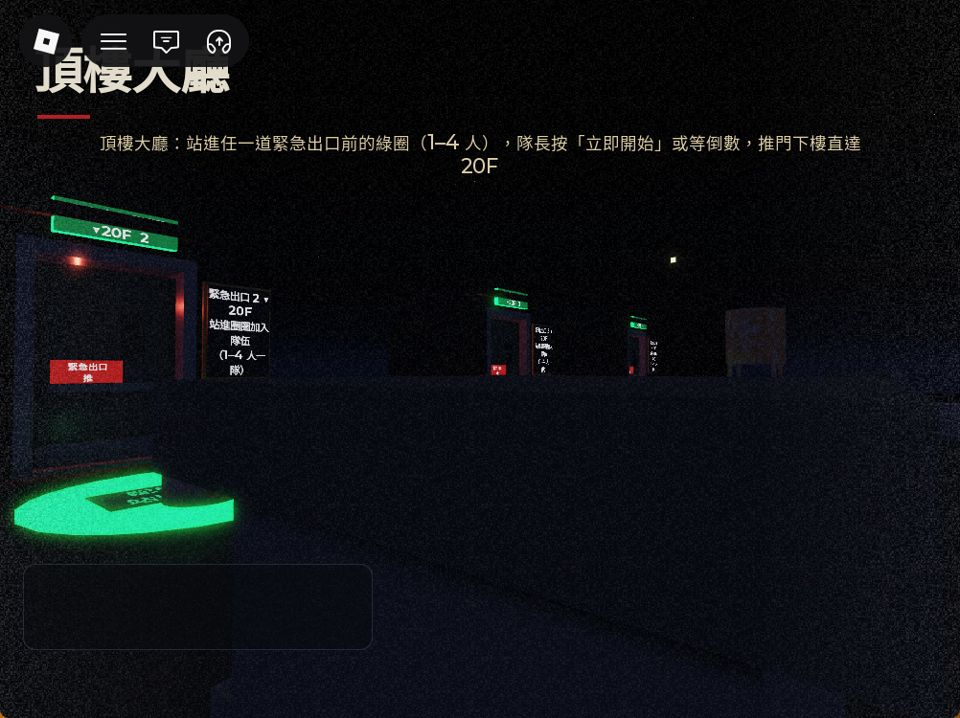 頂樓大廳
頂樓大廳：站進任一道緊急出口前的綠圈（1–4 人），隊長按「立即開始」或等倒數，推門下樓直達
20F
▼20F 2
緊急出口 2 ▼
20F
站進圈圈加入
隊伍
（1–4 人一
隊）
緊急出口
推